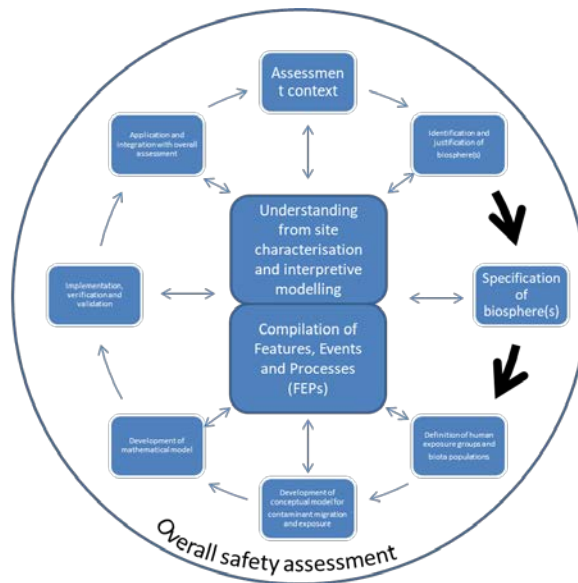 Assessmen
t context
Application and
integration with overall
assessment
Identification and
justification of
biosphere(s)
Understanding
from site
characterisation
and interpretive
modelling
Implementation,
verification and
validation
Specification
of
biosphere(s)
Compilation of
Features, Events
and Processes
(FEPs)
Development of
mathematical model
Definition of human
exposure groups and
biota populations
Development of
conceptual model for
contaminant migration
and exposure
Overall safety assessment